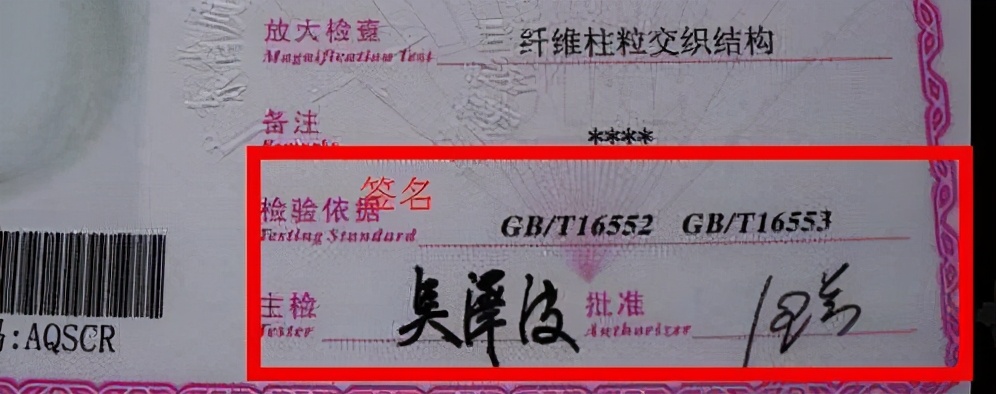 放大检查 纤维柱粒交织结构
Magnification Test
备注 ****
签名
检验依据 GB/T16552 GB/T16553
Testing Standard
主检 吴泽波 批准
Tester Authorizer
:AQSCR